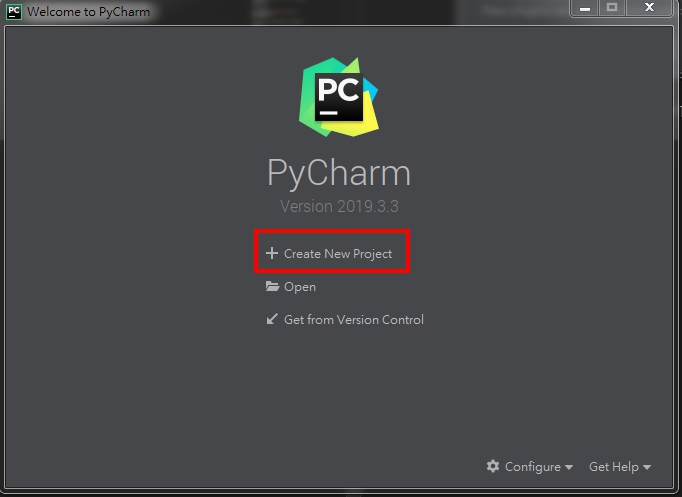 PC Welcome to PyCharm
PC
PyCharm
Version 2019.3.3
Create New Project
Open
Get from Version Control
Configure Get Help